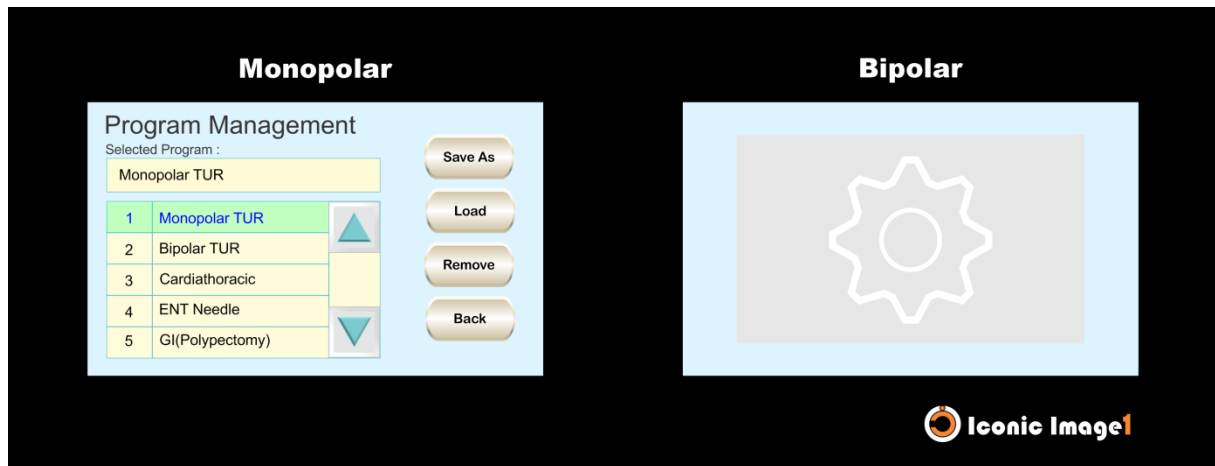 Monopolar
Bipolar
Program Management
Selected Program :
Monopolar TUR
1 Monopolar TUR
2 Bipolar TUR
3 Cardiathoracic
4 ENT Needle
5 GI(Polypectomy)
Save As
Load
Remove
Back
Iconic Image1